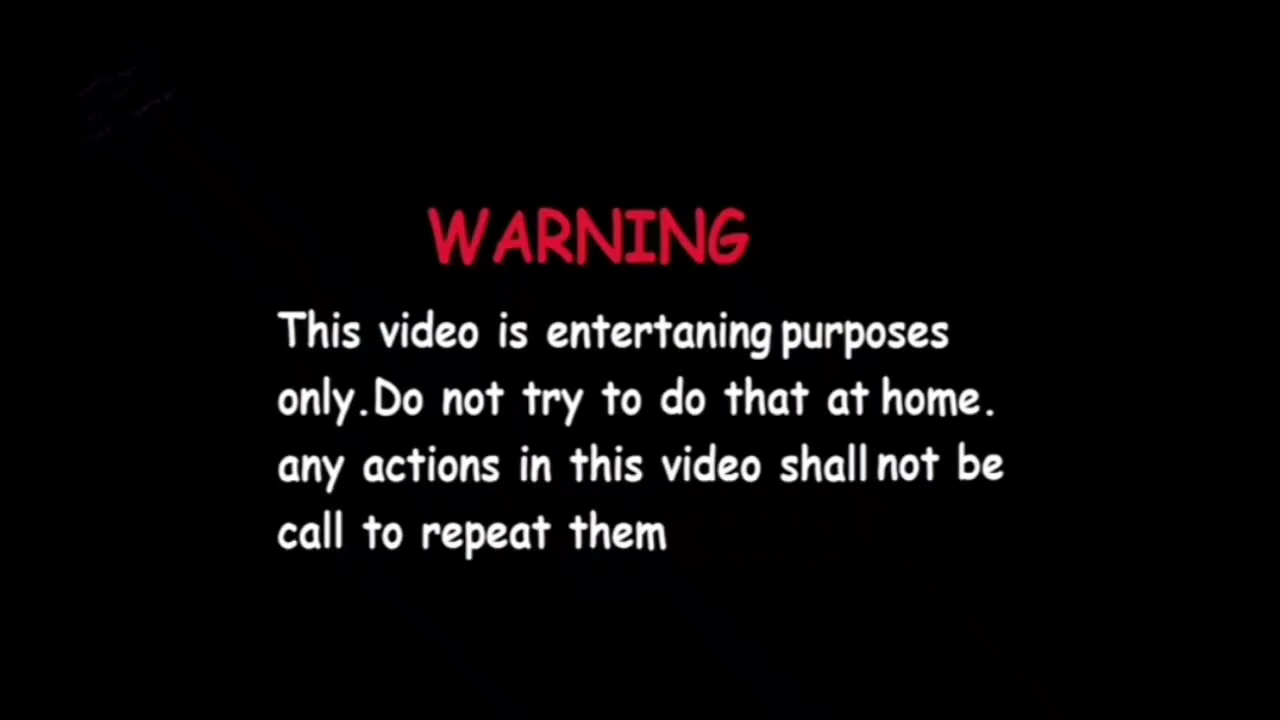 WARNING
This video is entertaning purposes
only.Do not try to do that at home.
any actions in this video shall not be
call to repeat them